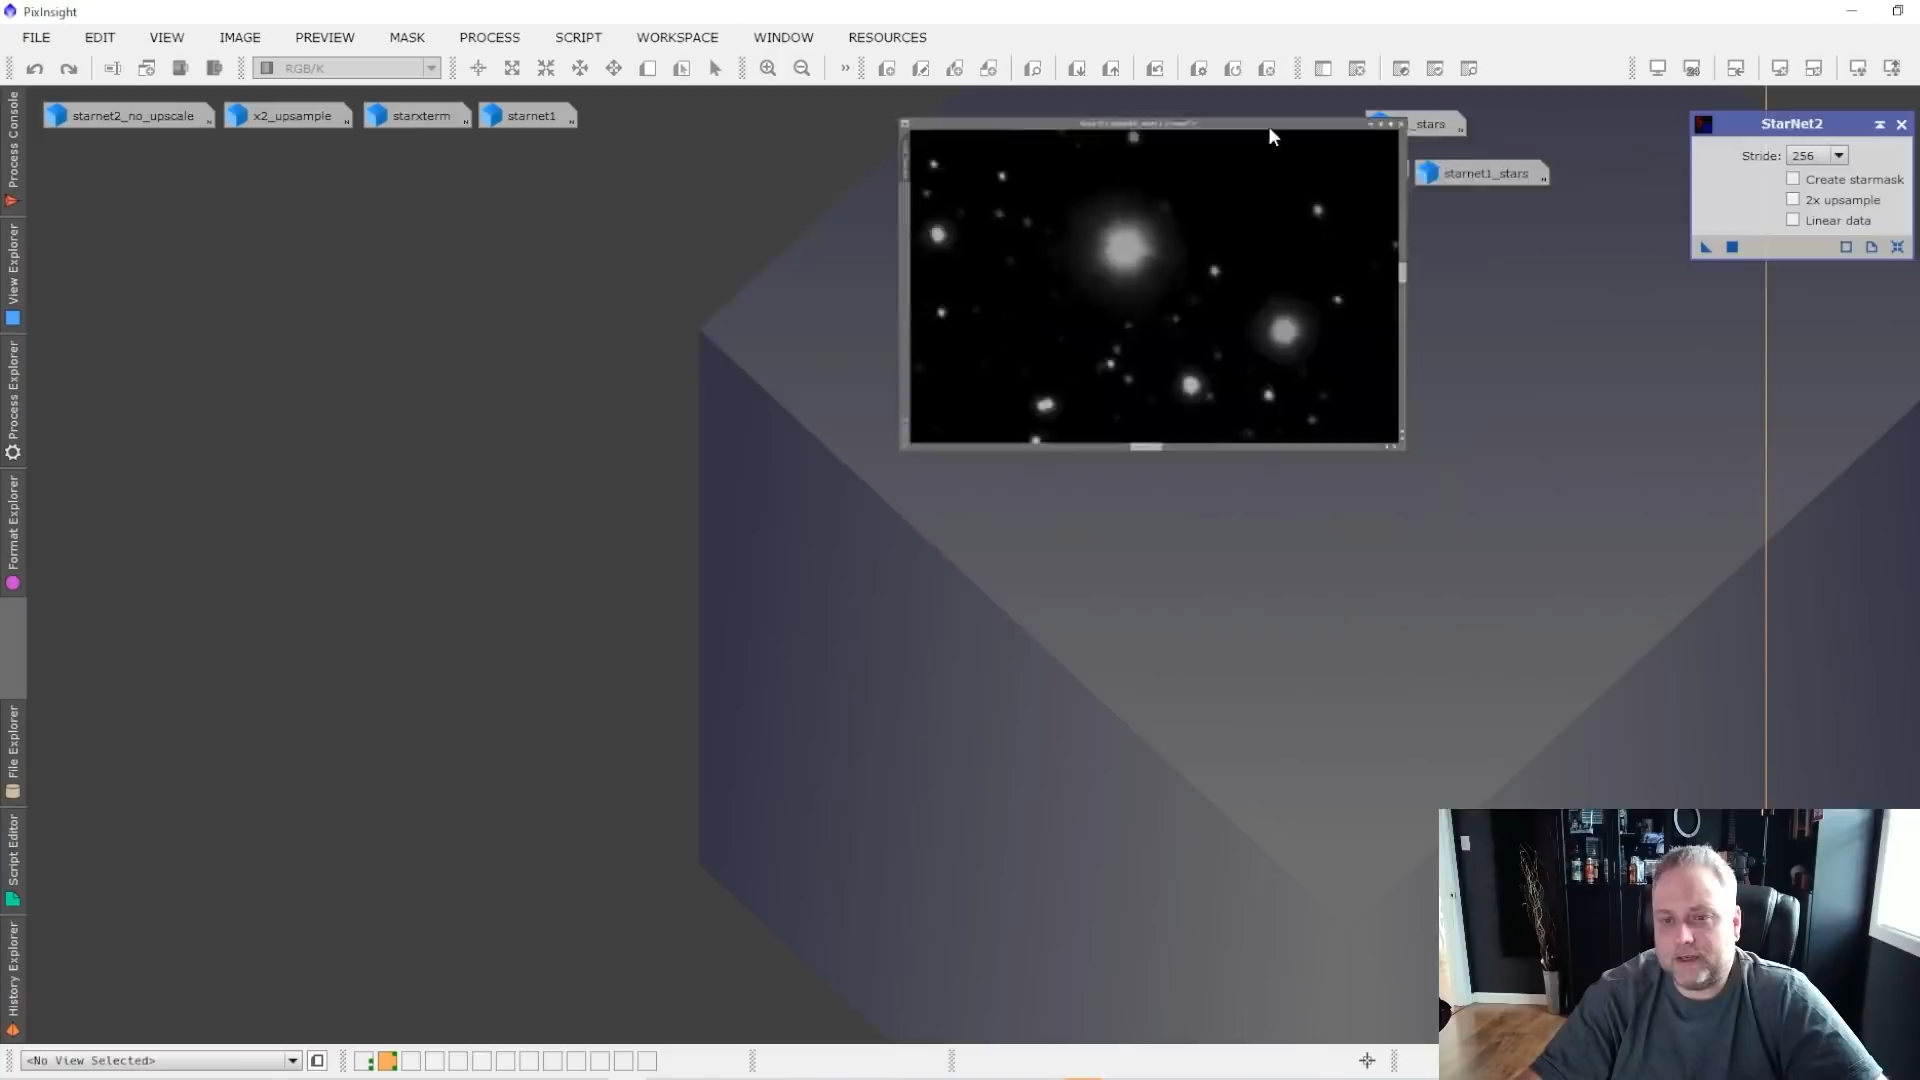 PixInsight
FILE EDIT VIEW IMAGE PREVIEW MASK PROCESS SCRIPT WORKSPACE WINDOW RESOURCES
RGB/K
Process Console
View Explorer
Process Explorer
Format Explorer
File Explorer
Script Editor
History Explorer
starnet2_no_upscale
x2_upsample
starxterm
starnet1
_stars
starnet1_stars
StarNet2
Stride: 256
Create starmask
2x upsample
Linear data
<No View Selected>